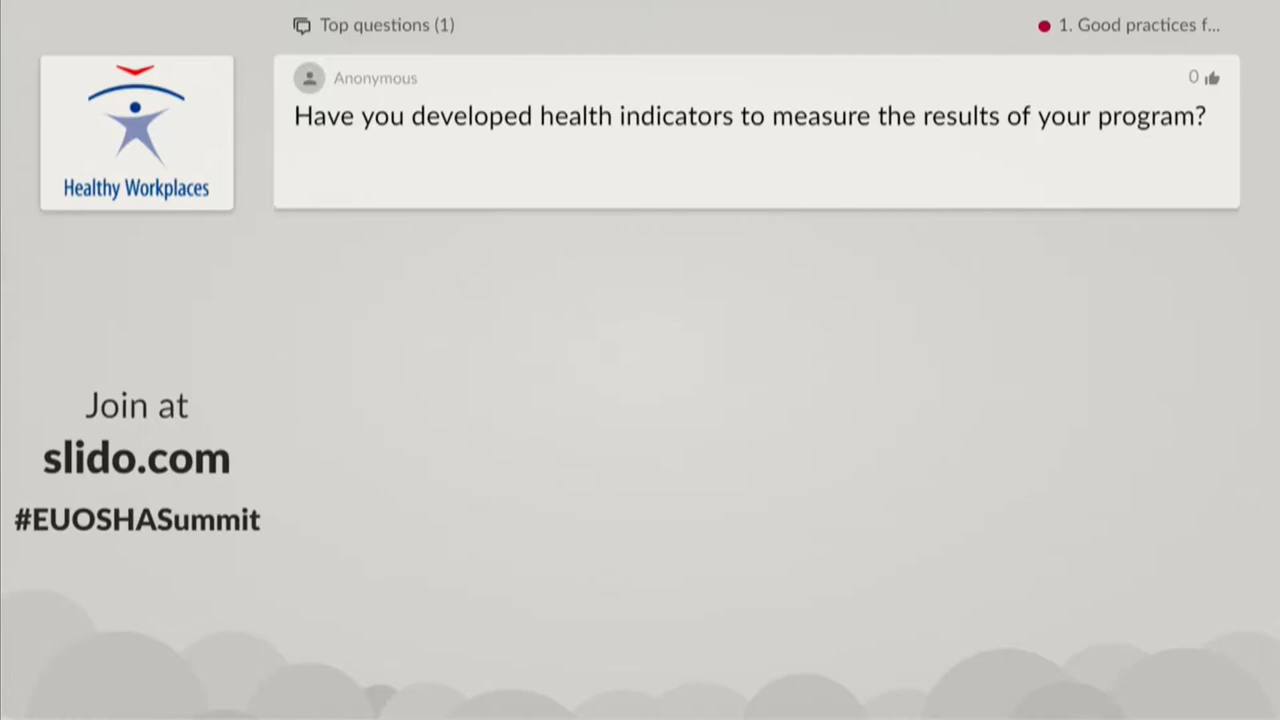 Top questions (1)
1. Good practices f...
Healthy Workplaces
Anonymous
0
Have you developed health indicators to measure the results of your program?
Join at
slido.com
#EUOSHASummit